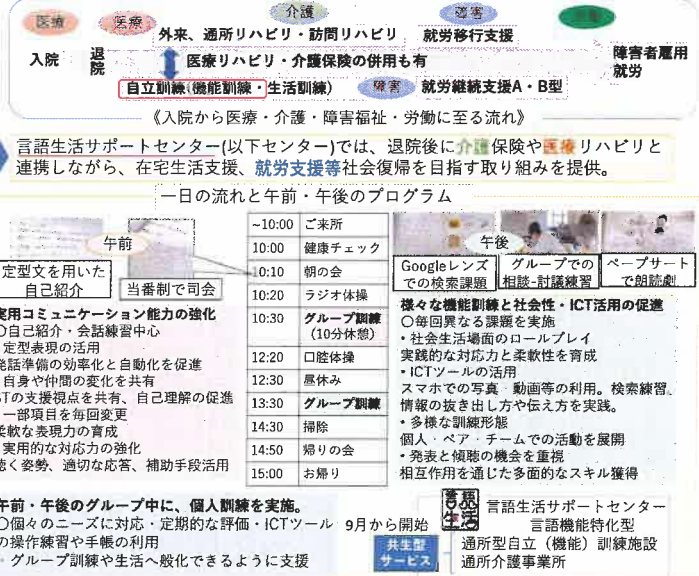 医療
医療
介護
障害
外来、通所リハビリ・訪問リハビリ
就労移行支援
入院
退院
医療リハビリ・介護保険の併用も有
障害者雇用
就労
自立訓練(機能訓練・生活訓練)
障害
就労継続支援A・B型
《入院から医療・介護・障害福祉・労働に至る流れ》
言語生活サポートセンター(以下センター)では、退院後に介護保険や医療リハビリと
連携しながら、在宅生活支援、就労支援等社会復帰を目指す取り組みを提供。
一日の流れと午前・午後のプログラム
午前
定型文を用いた
自己紹介
当番制で司会
~10:00 ご来所
10:00 健康チェック
10:10 朝の会
10:20 ラジオ体操
10:30 グループ訓練
(10分休憩)
12:20 口腔体操
12:30 昼休み
13:30 グループ訓練
14:30 掃除
14:50 帰りの会
15:00 お帰り
午後
Googleレンズ
での検索課題
グループでの
相談-討議練習
ペープサート
で朗読劇
実用コミュニケーション能力の強化
〇自己紹介・会話練習中心
定型表現の活用
発話準備の効率化と自動化を促進
自身や仲間の変化を共有
STの支援視点を共有、自己理解の促進
一部項目を毎回変更
柔軟な表現力の育成
実用的な対応力の強化
聴く姿勢、適切な応答、補助手段活用
様々な機能訓練と社会性・ICT活用の促進
〇毎回異なる課題を実施
・社会生活場面のロールプレイ
実践的な対応力と柔軟性を育成
・ICTツールの活用
スマホでの写真・動画等の利用。検索練習、
情報の抜き出し方や伝え方を実践。
・多様な訓練形態
個人・ペア・チームでの活動を展開
・発表と傾聴の機会を重視
相互作用を通じた多面的なスキル獲得
午前・午後のグループ中に、個人訓練を実施。
〇個々のニーズに対応・定期的な評価・ICTツール
の操作練習や手帳の利用
・グループ訓練や生活へ般化できるように支援
9月から開始
共生型
サービス
言語
生活
言語生活サポートセンター
言語機能特化型
通所型自立（機能）訓練施設
通所介護事業所